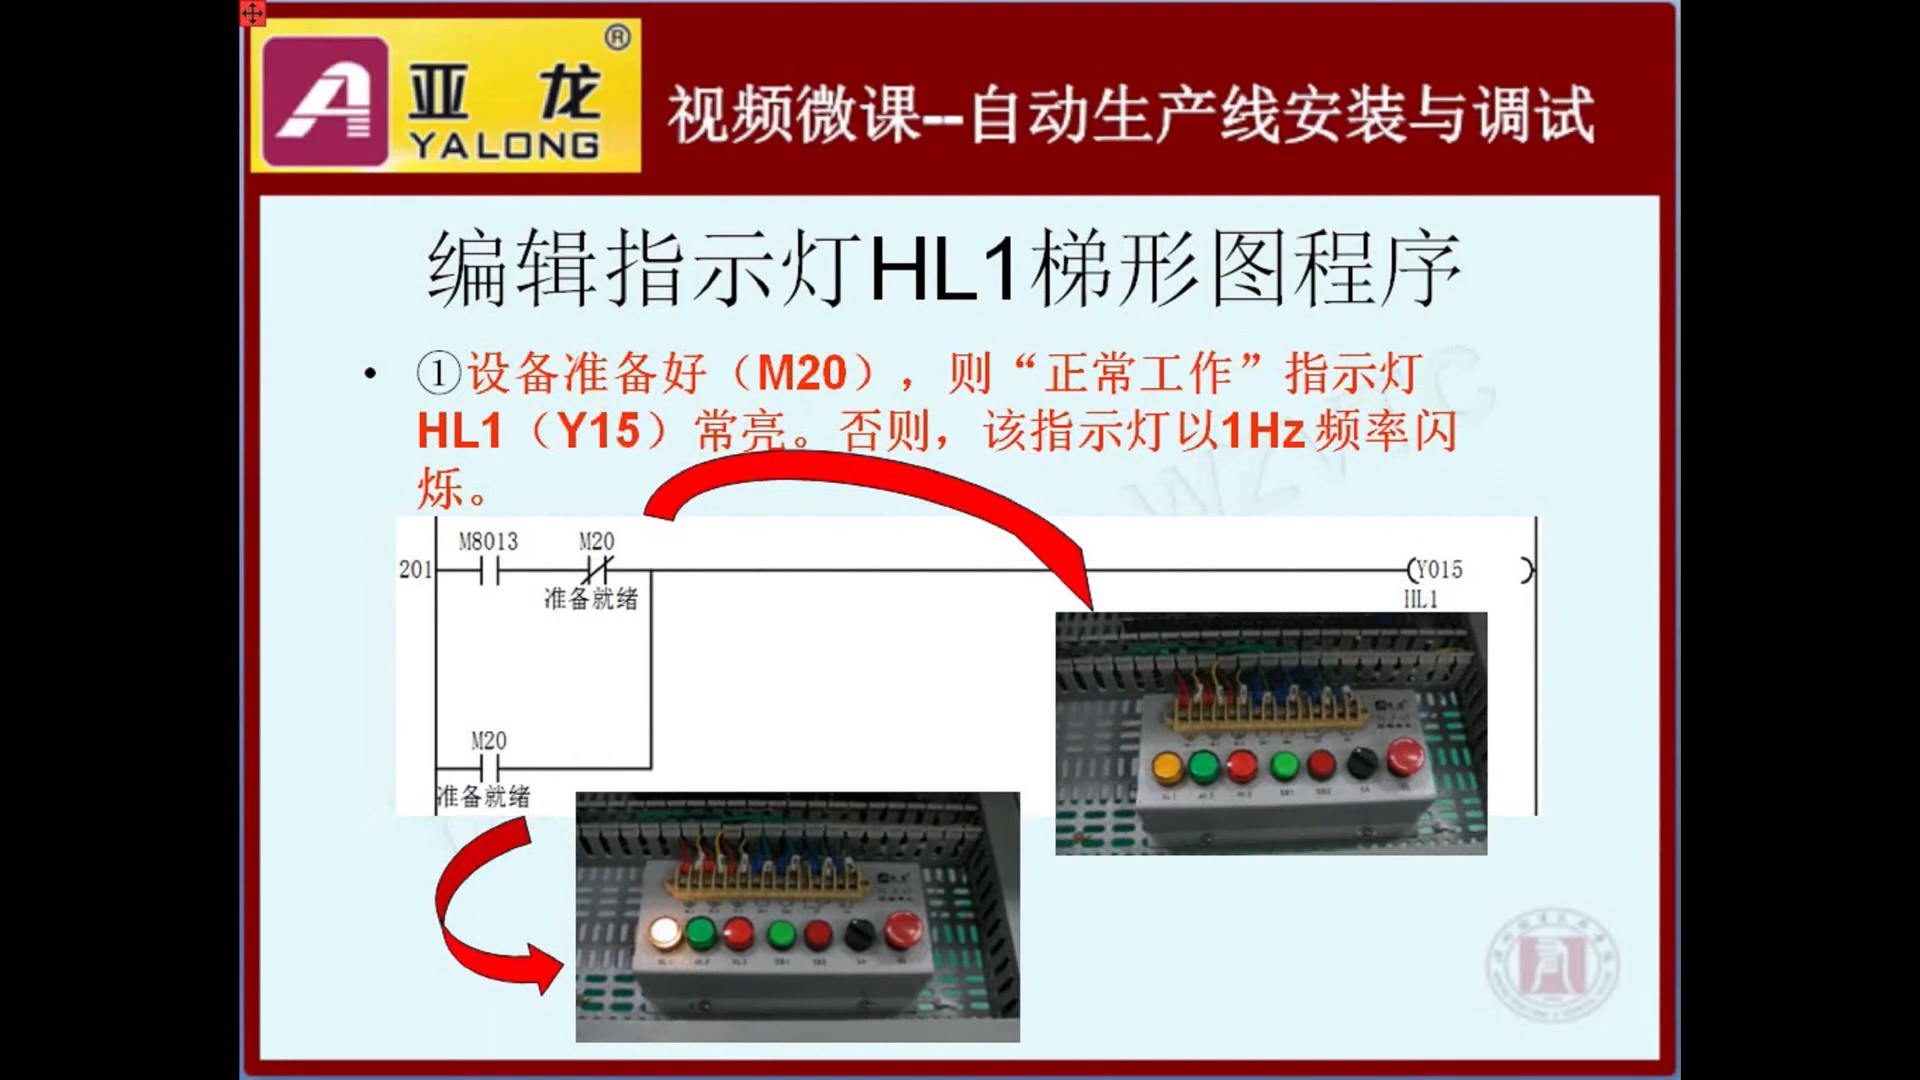 亚龙
®
YALONG
视频微课--自动生产线安装与调试
编辑指示灯HL1梯形图程序
• ①设备准备好（M20），则“正常工作”指示灯
HL1（Y15）常亮。否则，该指示灯以1Hz频率闪
烁。
WZVTC
M8013 M20
201 (Y015 )
准备就绪 HL1
M20
准备就绪